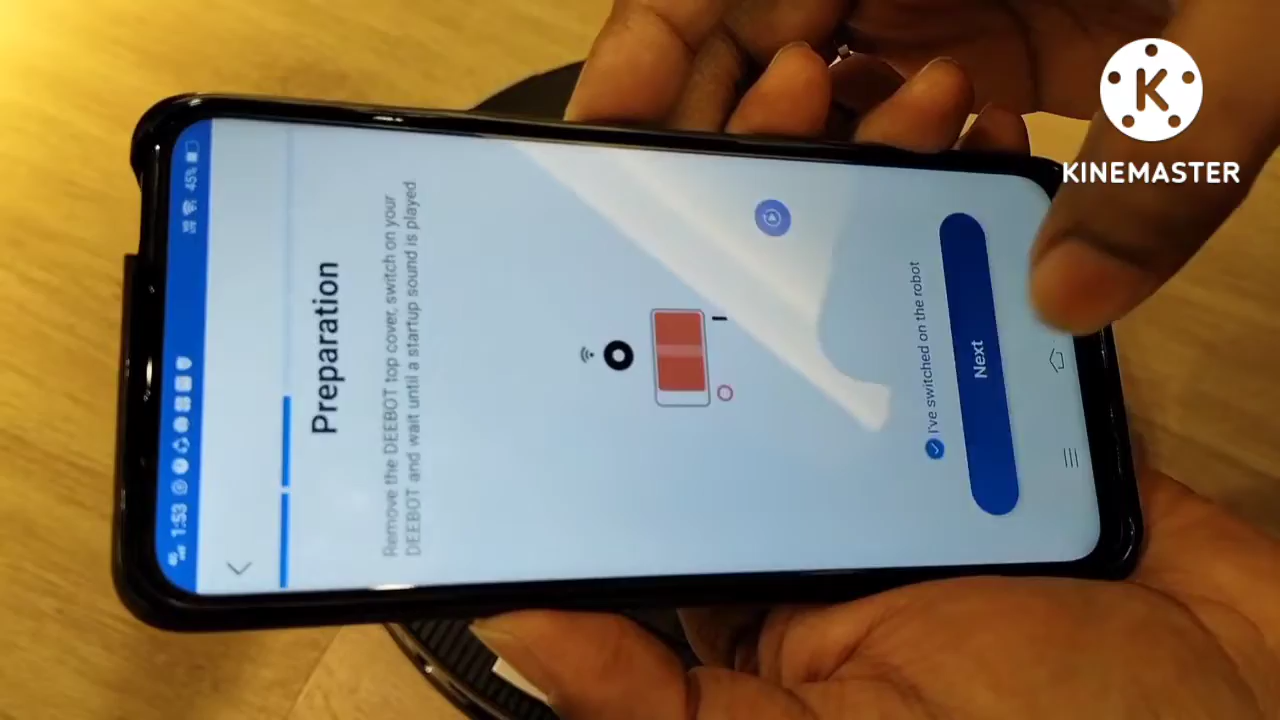 1:53
45%
Preparation
Remove the DEEBOT top cover, switch on your
DEEBOT and wait until a startup sound is played
I've switched on the robot
Next
K
KINEMASTER